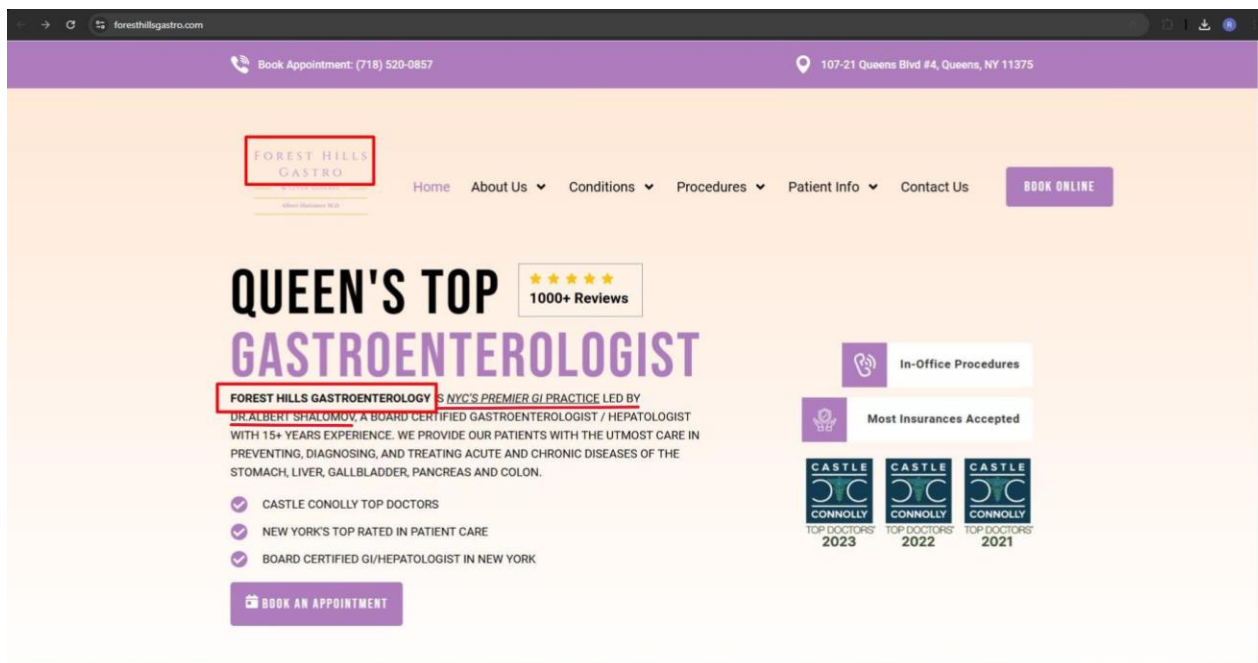 foresthillsgastro.com
R
Book Appointment: (718) 520-0857
107-21 Queens Blvd #4, Queens, NY 11375
FOREST HILLS
GASTRO
Albert Shalomov M.D
Home About Us Conditions Procedures Patient Info Contact Us BOOK ONLINE
QUEEN'S TOP
1000+ Reviews
GASTROENTEROLOGIST
FOREST HILLS GASTROENTEROLOGY S NYC'S PREMIER GI PRACTICE LED BY
DR.ALBERT SHALOMOV, A BOARD CERTIFIED GASTROENTEROLOGIST / HEPATOLOGIST
WITH 15+ YEARS EXPERIENCE. WE PROVIDE OUR PATIENTS WITH THE UTMOST CARE IN
PREVENTING, DIAGNOSING, AND TREATING ACUTE AND CHRONIC DISEASES OF THE
STOMACH, LIVER, GALLBLADDER, PANCREAS AND COLON.
CASTLE CONOLLY TOP DOCTORS
NEW YORK'S TOP RATED IN PATIENT CARE
BOARD CERTIFIED GI/HEPATOLOGIST IN NEW YORK
BOOK AN APPOINTMENT
In-Office Procedures
Most Insurances Accepted
CASTLE CASTLE CASTLE
CONNOLLY CONNOLLY CONNOLLY
TOP DOCTORS' TOP DOCTORS' TOP DOCTORS'
2023 2022 2021